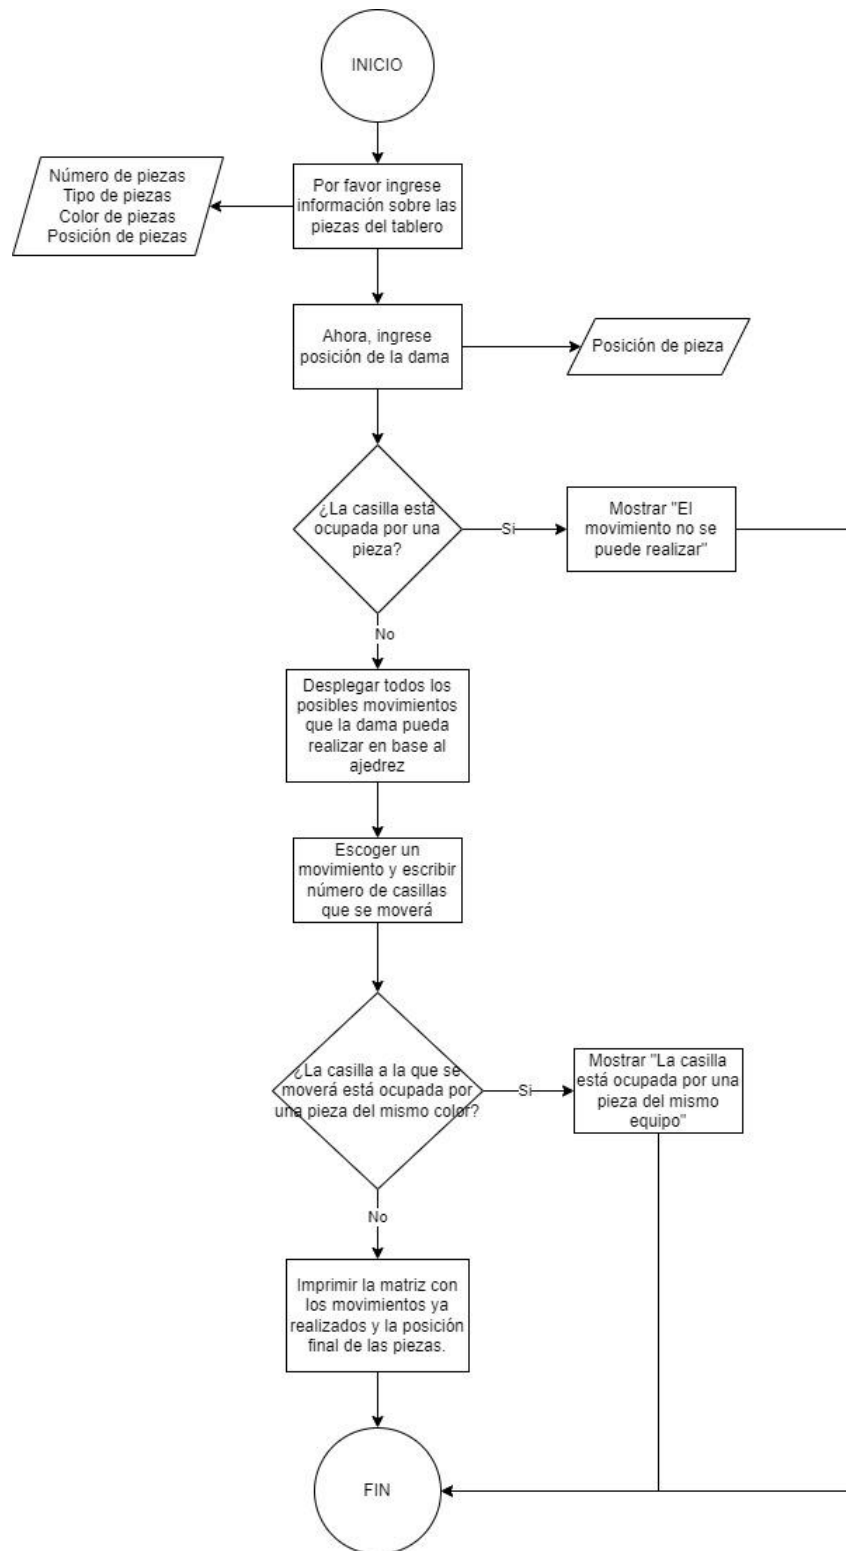 INICIO
Número de piezas
Tipo de piezas
Color de piezas
Posición de piezas
Por favor ingrese
información sobre las
piezas del tablero
Ahora, ingrese
posición de la dama
Posición de pieza
¿La casilla está
ocupada por una
pieza?
Si
Mostrar "El
movimiento no se
puede realizar"
No
Desplegar todos los
posibles movimientos
que la dama pueda
realizar en base al
ajedrez
Escoger un
movimiento y escribir
número de casillas
que se moverá
¿La casilla a la que se
moverá está ocupada por
una pieza del mismo color?
Si
Mostrar "La casilla
está ocupada por una
pieza del mismo
equipo"
No
Imprimir la matriz con
los movimientos ya
realizados y la posición
final de las piezas.
FIN